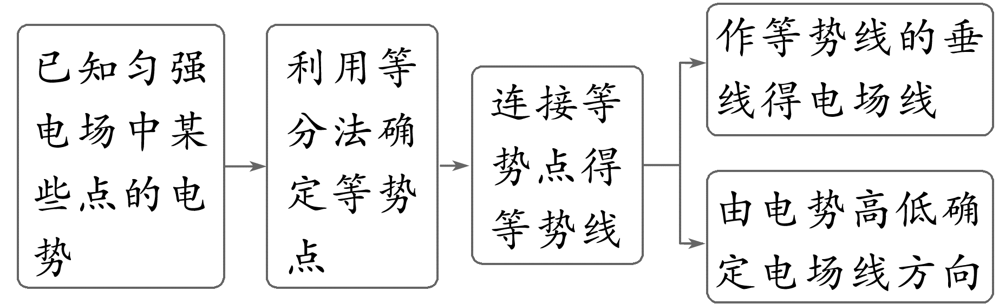 已知匀强
电场中某
些点的电
势
利用等
分法确
定等势
点
连接等
势点得
等势线
作等势线的垂
线得电场线
由电势高低确
定电场线方向